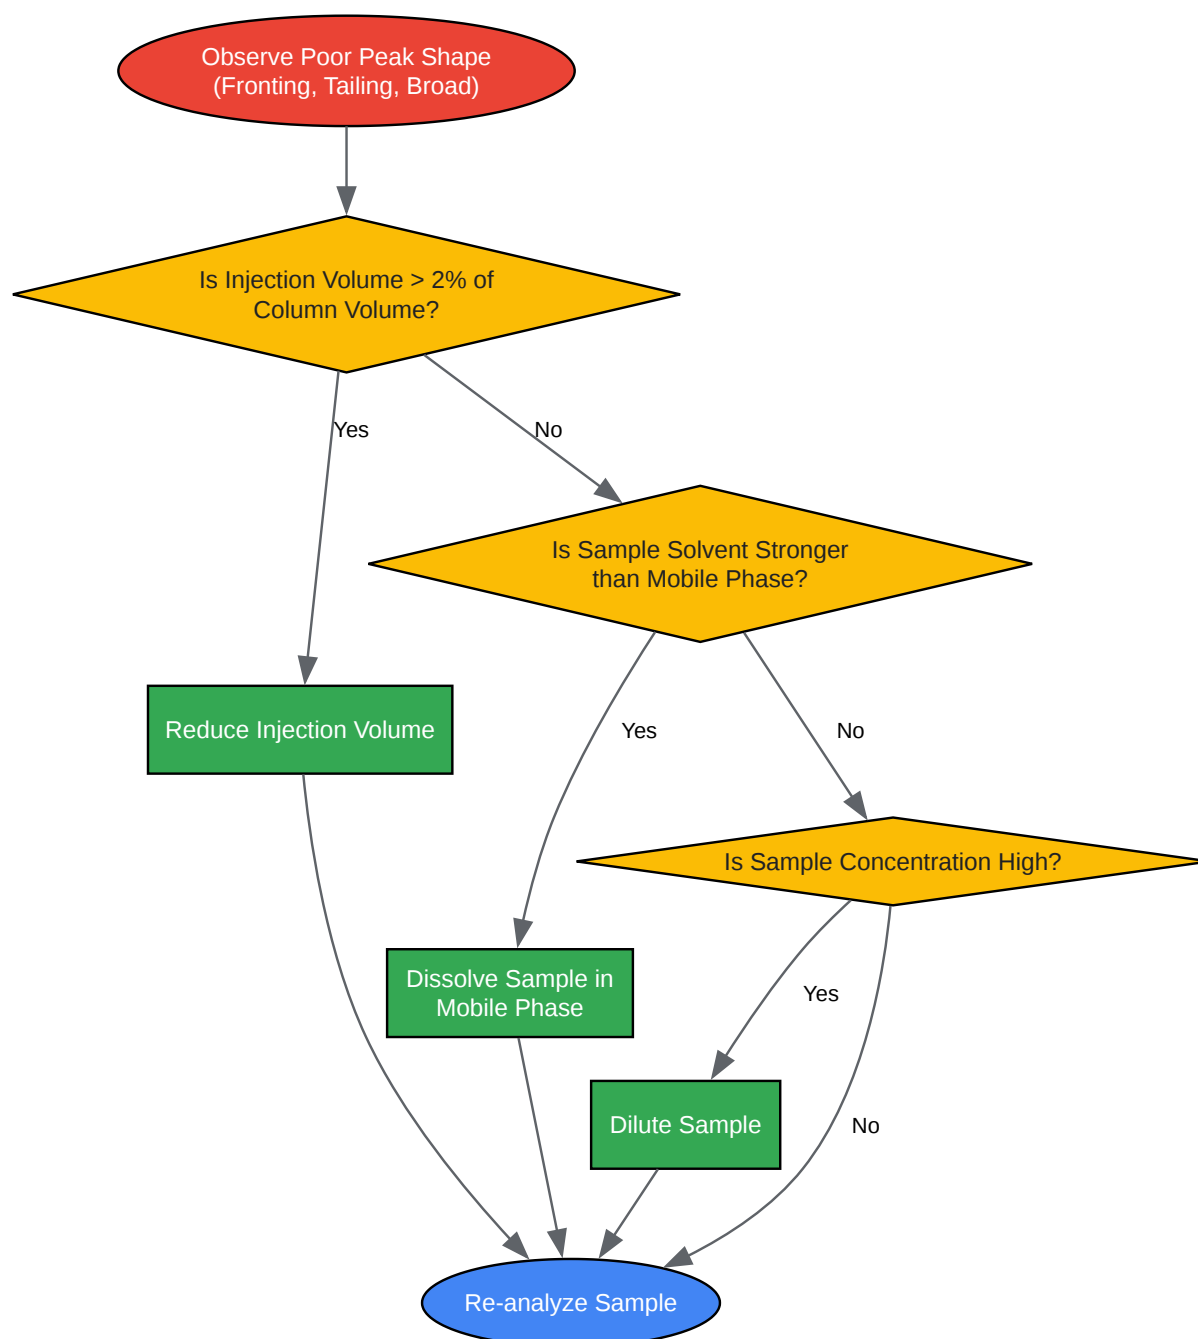 Observe Poor Peak Shape
(Fronting, Tailing, Broad)
Is Injection Volume > 2% of
Column Volume?
Yes
No
Is Sample Solvent Stronger
than Mobile Phase?
Reduce Injection Volume
Yes
No
Is Sample Concentration High?
Dissolve Sample in
Mobile Phase
Yes
Dilute Sample
No
Re-analyze Sample